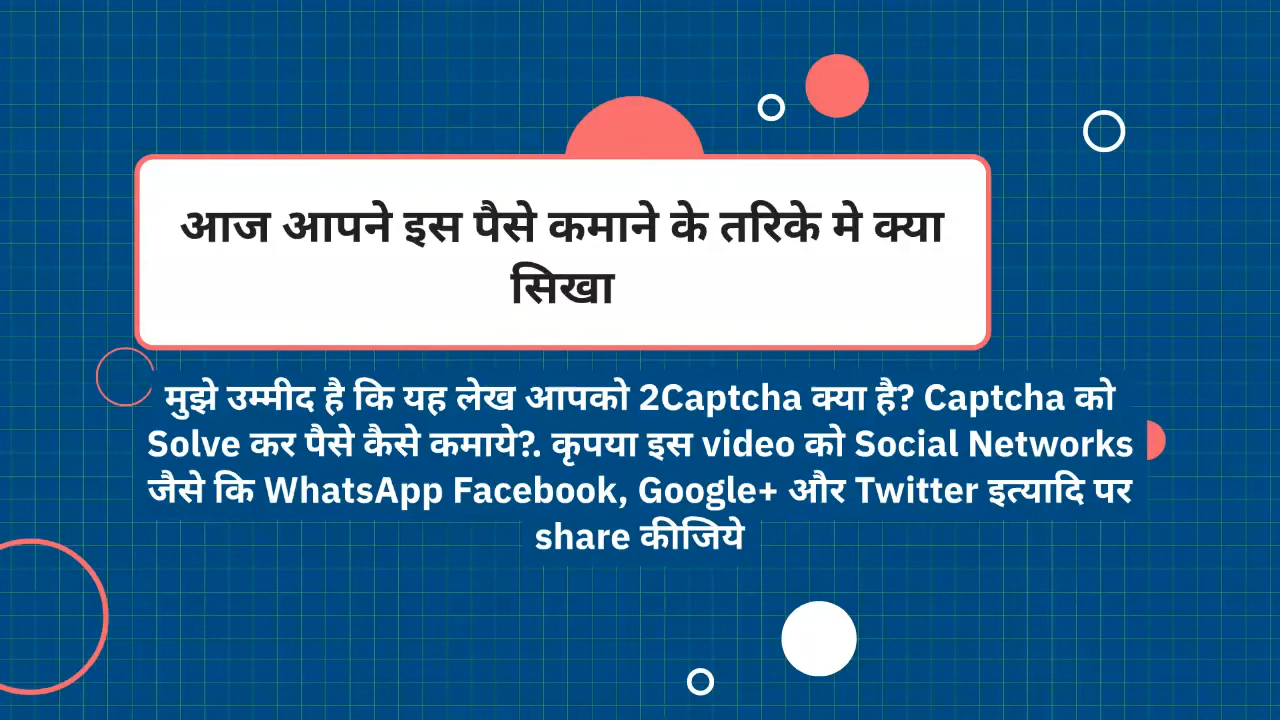 आज आपने इस पैसे कमाने के तरिके मे क्या
सिखा
मुझे उम्मीद है कि यह लेख आपको 2Captcha क्या है? Captcha को
Solve कर पैसे कैसे कमाये?. कृपया इस video को Social Networks
जैसे कि WhatsApp Facebook, Google+ और Twitter इत्यादि पर
share कीजिये